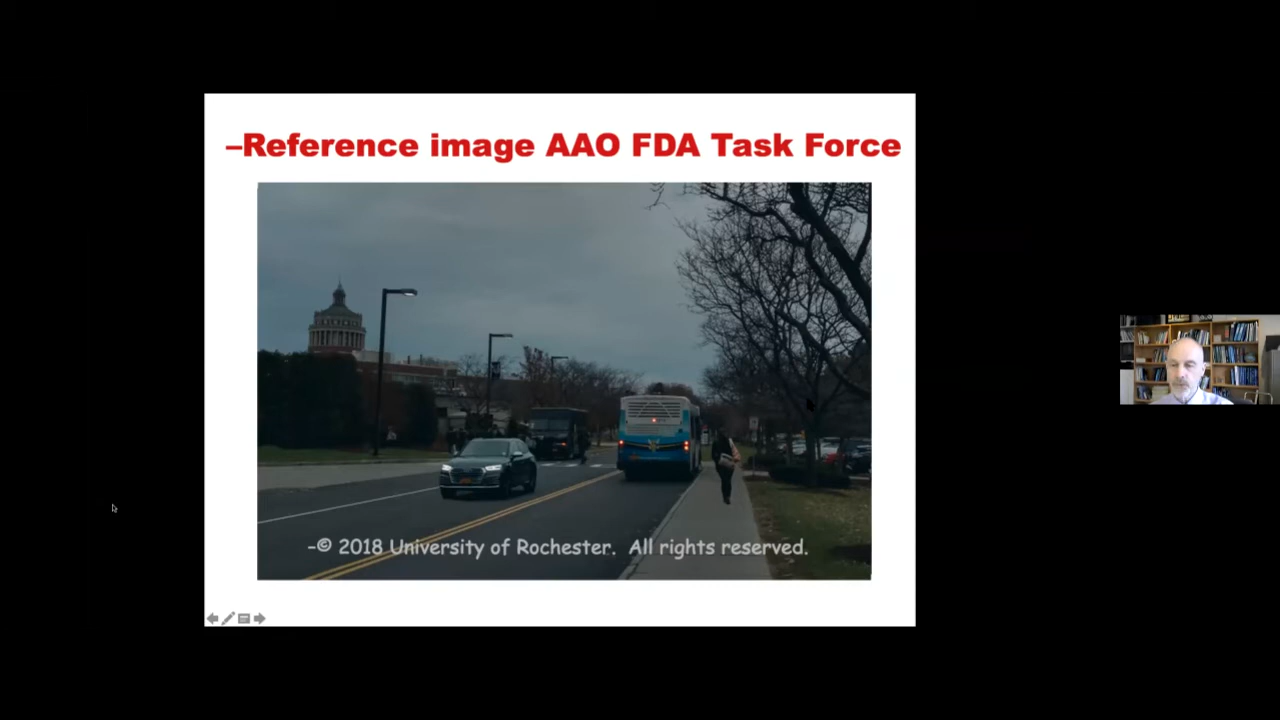 –Reference image AAO FDA Task Force
–© 2018 University of Rochester. All rights reserved.